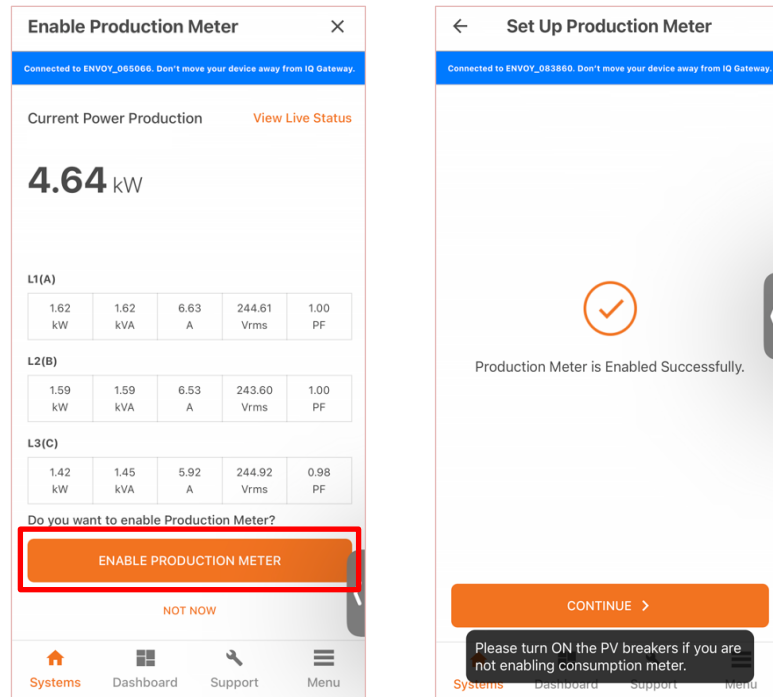 Enable Production Meter
Connected to ENVOY_065066. Don't move your device away from IQ Gateway.
Current Power Production View Live Status
4.64 kW
L1(A)
1.62 1.62 6.63 244.61 1.00
kW kVA A Vrms PF
L2(B)
1.59 1.59 6.53 243.60 1.00
kW kVA A Vrms PF
L3(C)
1.42 1.45 5.92 244.92 0.98
kW kVA A Vrms PF
Do you want to enable Production Meter?
ENABLE PRODUCTION METER
NOT NOW
Systems Dashboard Support Menu
Set Up Production Meter
Connected to ENVOY_083860. Don't move your device away from IQ Gateway.
Production Meter is Enabled Successfully.
CONTINUE
Please turn ON the PV breakers if you are
not enabling consumption meter.
Systems Dashboard Support Menu